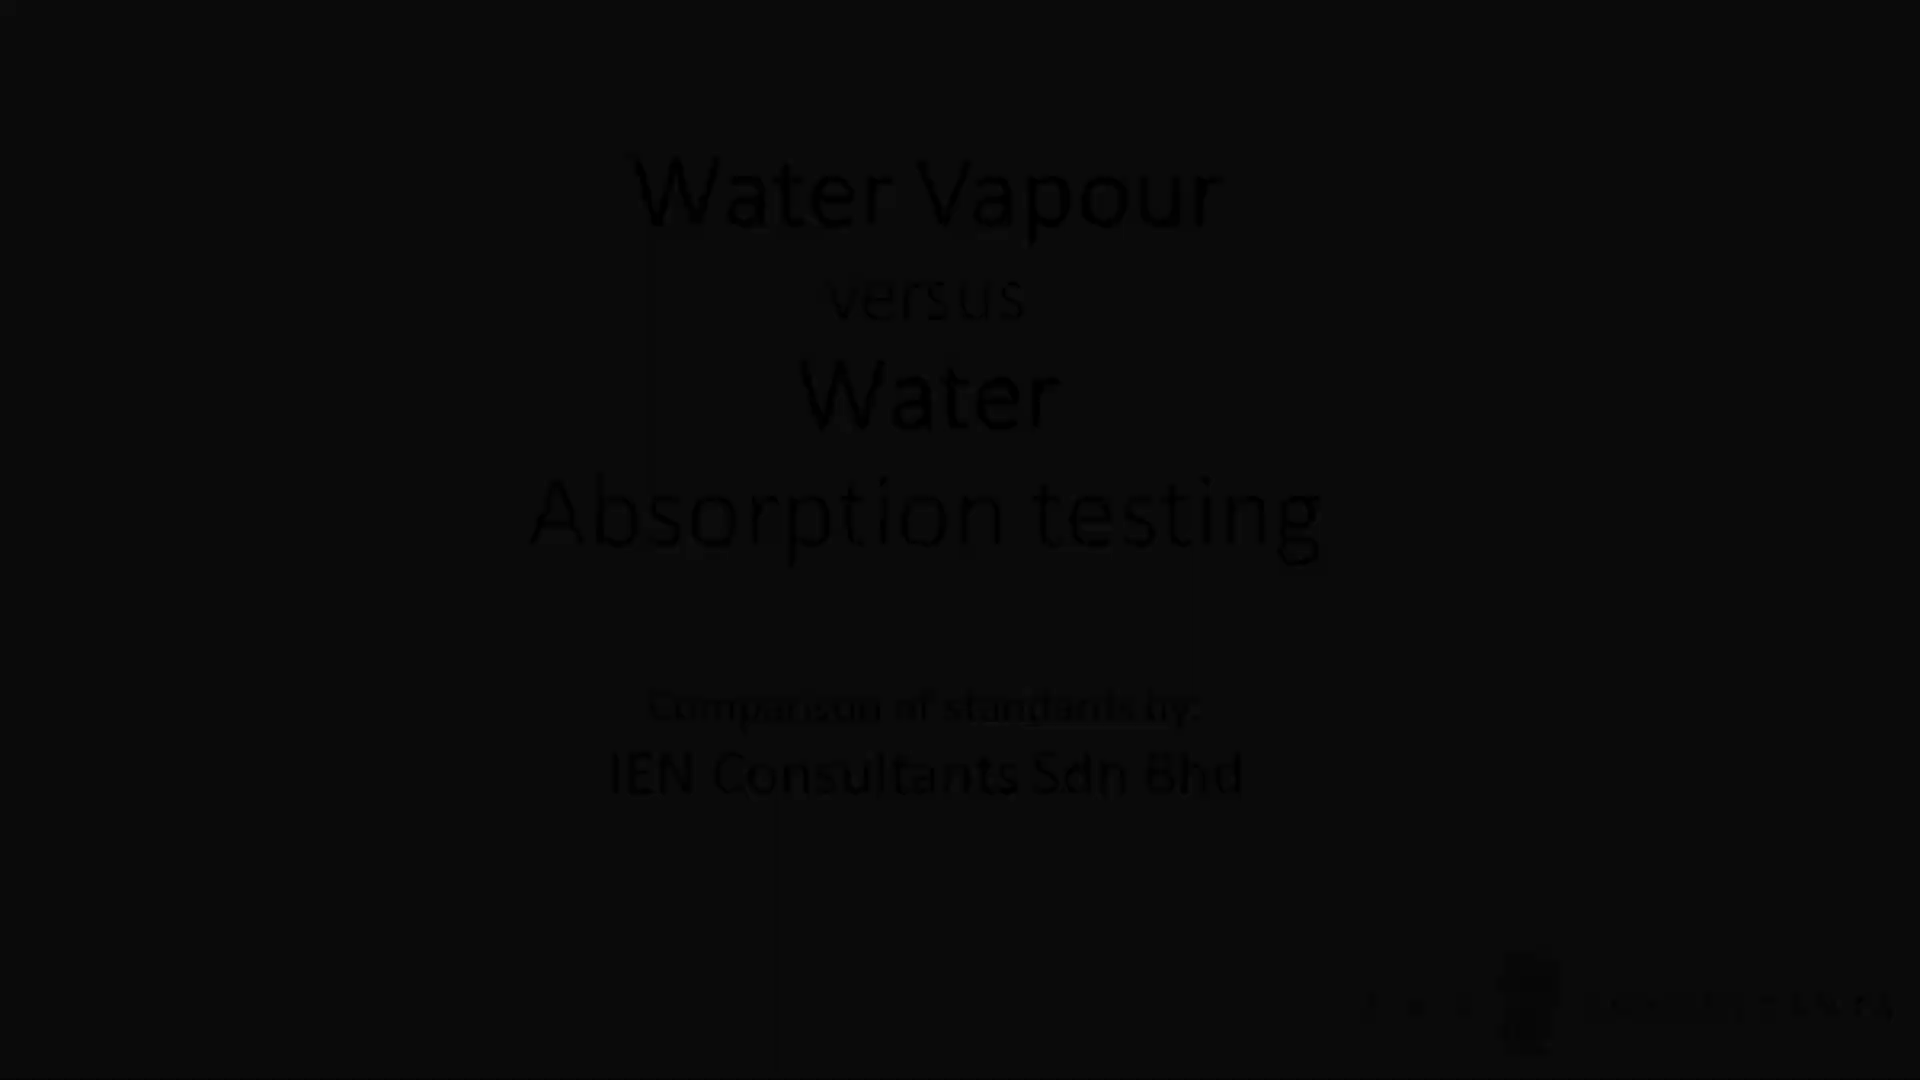 Water Vapour
versus
Water
Absorption testing
Comparison of standards by:
IEN Consultants Sdn Bhd